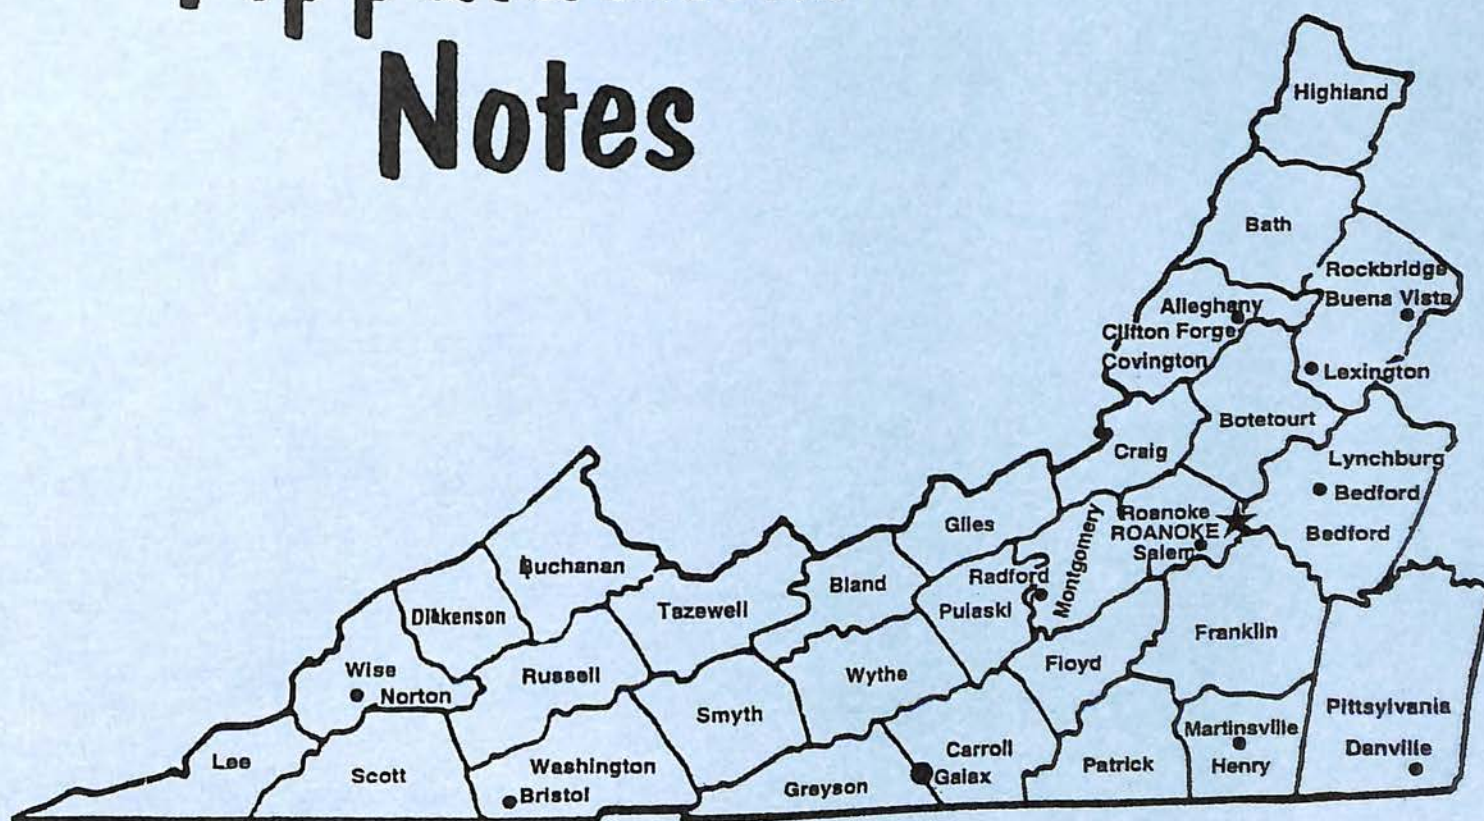 Notes
Highland
Bath
Rockbridge
Buena Vista
Alleghany
Clifton Forge
Covington
Lexington
Botetourt
Craig
Lynchburg
Bedford
Bedford
Giles
Roanoke
ROANOKE
Salem
Montgomery
Radford
Pulaski
Bland
Buchanan
Dickenson
Tazewell
Franklin
Wise
Norton
Russell
Wythe
Floyd
Smyth
Pittsylvania
Martinsville
Henry
Danville
Lee
Scott
Washington
Bristol
Grayson
Carroll
Galax
Patrick